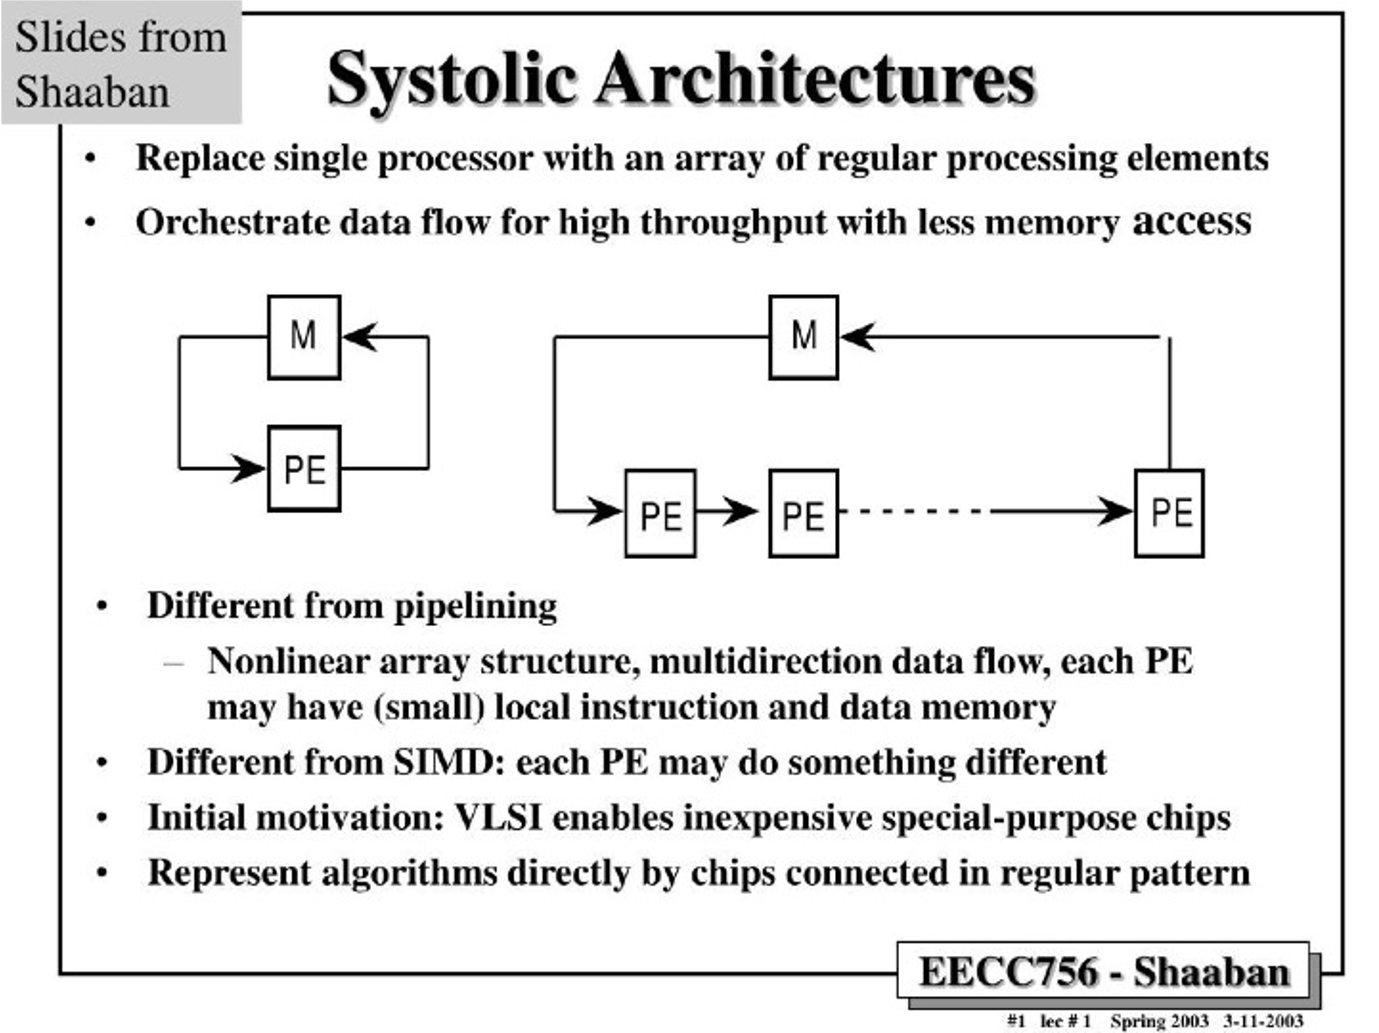 Slides from
Shaaban
Systolic Architectures
• Replace single processor with an array of regular processing elements
• Orchestrate data flow for high throughput with less memory access
M
M
PE
PE
PE
PE
• Different from pipelining
– Nonlinear array structure, multidirection data flow, each PE
may have (small) local instruction and data memory
• Different from SIMD: each PE may do something different
• Initial motivation: VLSI enables inexpensive special-purpose chips
• Represent algorithms directly by chips connected in regular pattern
EECC756 - Shaaban
#1 lec # 1 Spring 2003 3-11-2003